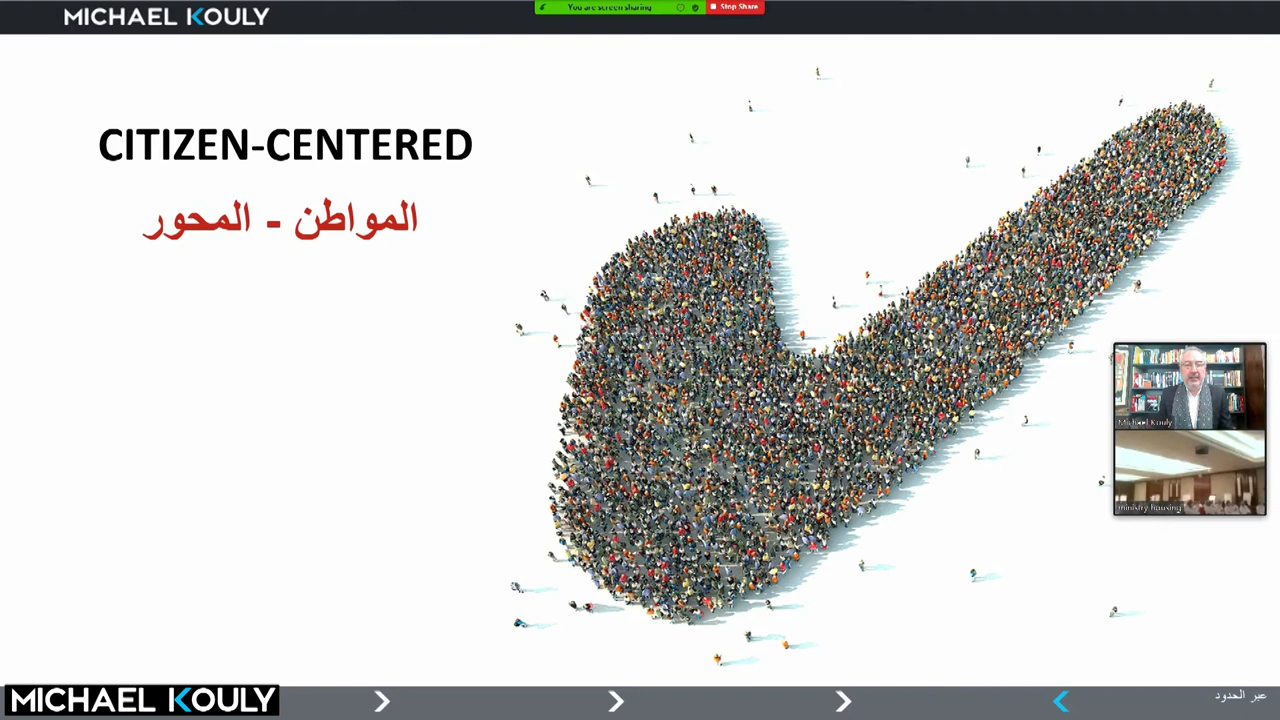 MICHAEL KOULY
You are screen sharing
Stop Share
CITIZEN-CENTERED
المواطن - المحور
Michael Kouly
ministry housing
MICHAEL KOULY
عبر الحدود